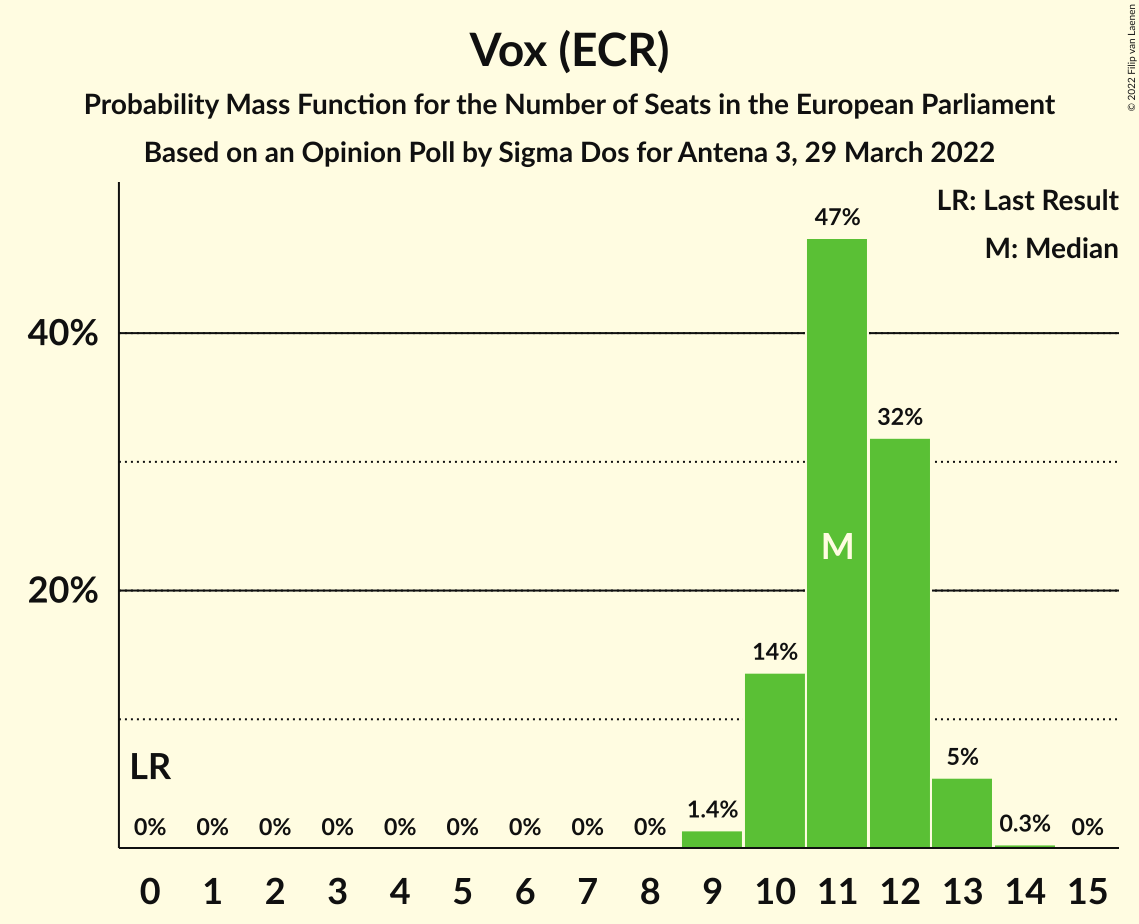 Vox (ECR)
Probability Mass Function for the Number of Seats in the European Parliament
Based on an Opinion Poll by Sigma Dos for Antena 3, 29 March 2022
© 2022 Filip van Laenen
LR: Last Result
M: Median
47%
40%
32%
M
20%
14%
LR
5%
0% 0% 0% 0% 0% 0% 0% 0% 0% 1.4% 0.3% 0%
0 1 2 3 4 5 6 7 8 9 10 11 12 13 14 15